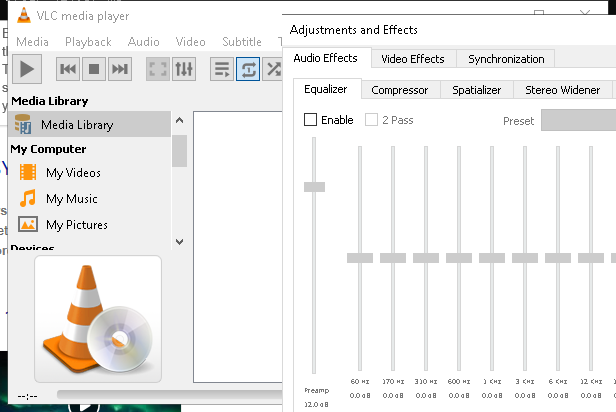 VLC media player
Media Playback Audio Video Subtitle T
Adjustments and Effects
Audio Effects Video Effects Synchronization
Equalizer Compressor Spatializer Stereo Widener
Enable 2 Pass Preset
Media Library
Media Library
My Computer
My Videos
My Music
My Pictures
Devices
60 Hz 170 Hz 310 Hz 600 Hz 1 KHz 3 KHz 6 KHz 12 KHz
Preamp 0.0 dB 0.0 dB 0.0 dB 0.0 dB 0.0 dB 0.0 dB 0.0 dB 0.0 dB
12.0 dB
--:--